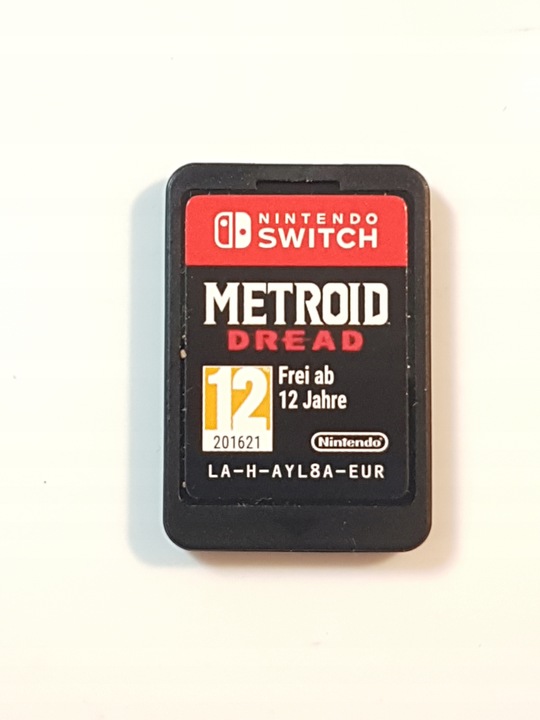 NINTENDO
SWITCH
METROID
DREAD
12
201621
Frei ab
12 Jahre
Nintendo
LA-H-AYL8A-EUR